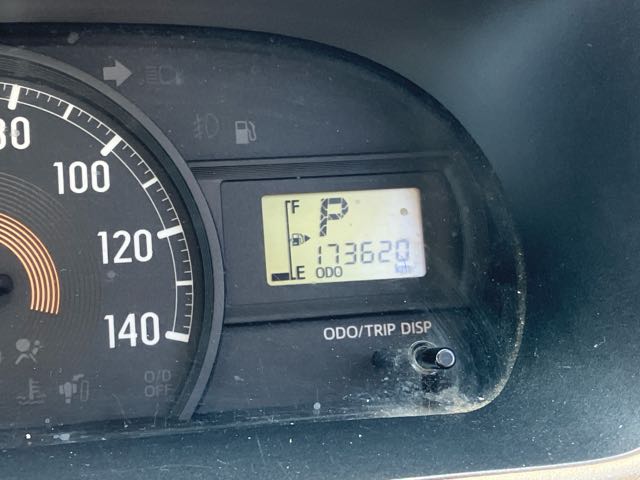 80
100
120
140
F
P
173620
E
ODO
km
ODO/TRIP DISP
O/D
OFF